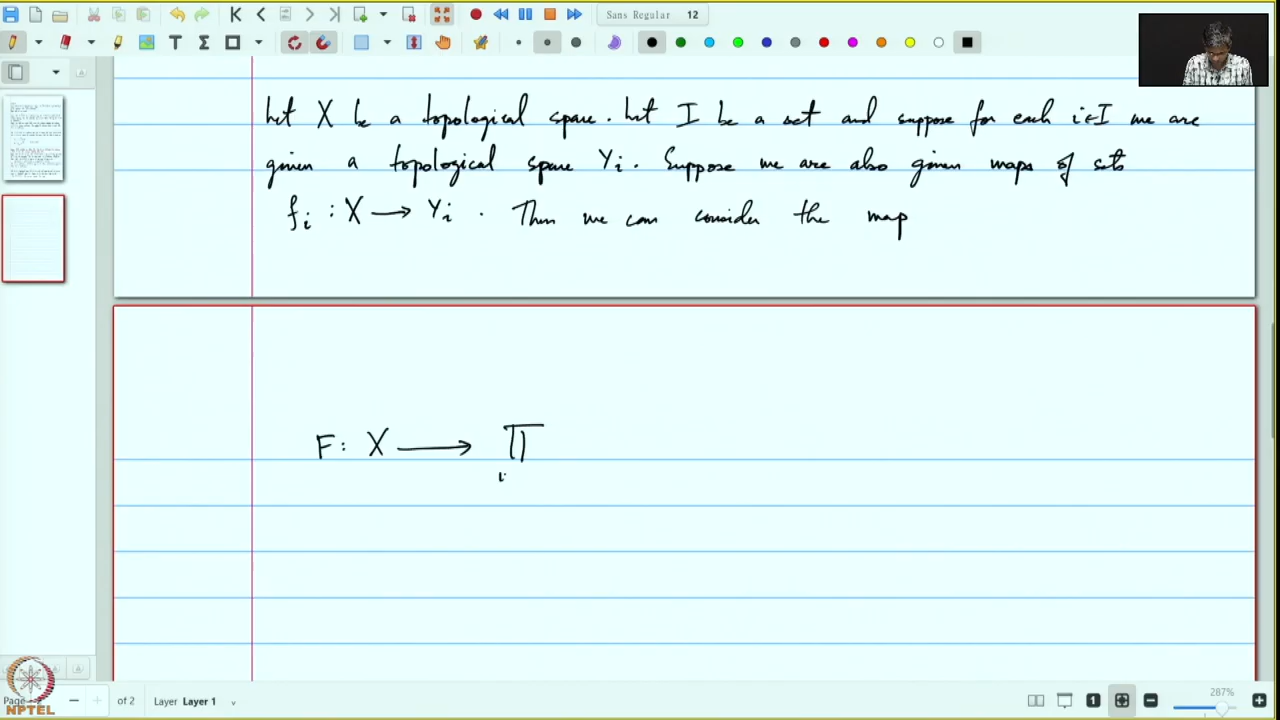 Sans Regular 12
Let X be a topological space. Let I be a set and suppose for each i∈I we are
given a topological space Yi. Suppose we are also given maps of sets
fi : X → Yi. Then we can consider the map
F: X → ∏
Page
of 2
Layer Layer 1
287%
NPTEL